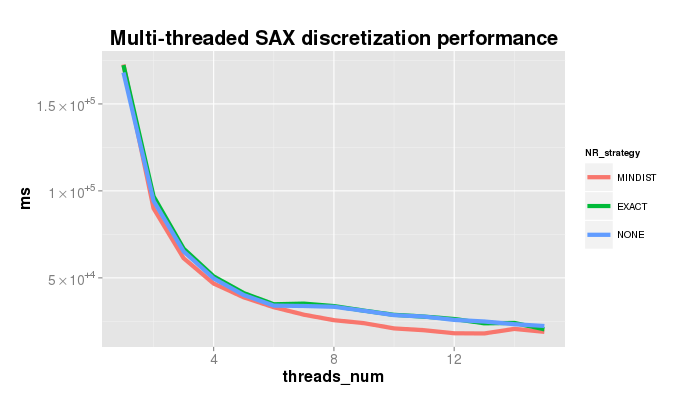 Multi-threaded SAX discretization performance
ms
1.5 × 10⁺⁵
1 × 10⁺⁵
5 × 10⁺⁴
4 8 12
threads_num
NR_strategy
MINDIST
EXACT
NONE